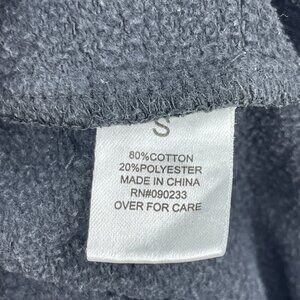 S
80%COTTON
20%POLYESTER
MADE IN CHINA
RN#090233
OVER FOR CARE